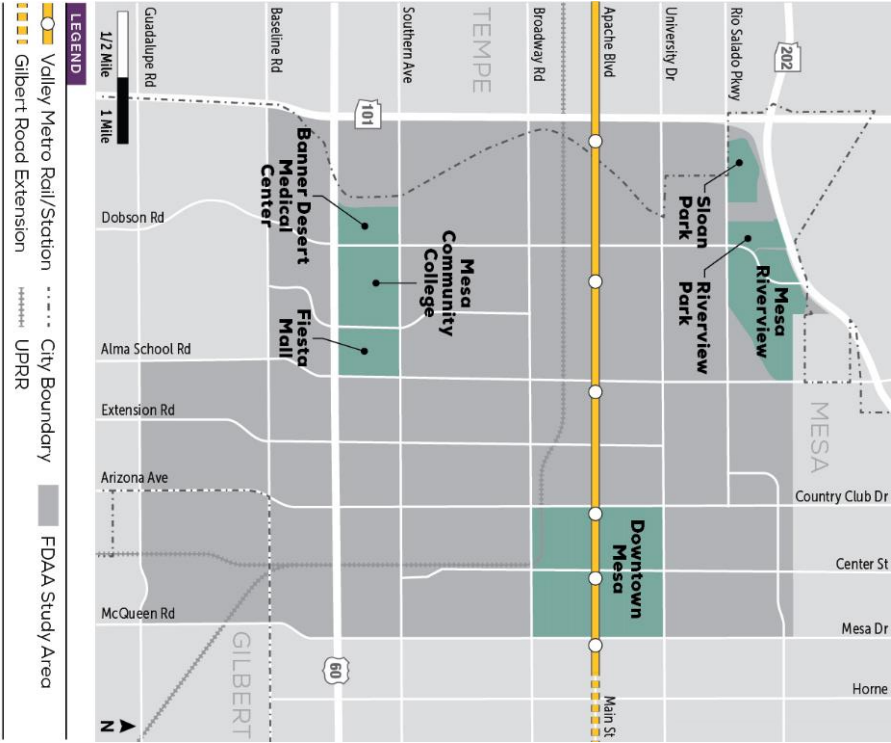 202
Rio Salado Pkwy
University Dr
Apache Blvd
Broadway Rd
Southern Ave
Baseline Rd
Guadalupe Rd
TEMPE
MESA
GILBERT
101
60
Sloan
Park
Riverview
Park
Mesa
Riverview
Mesa
Community
College
Banner Desert
Medical
Center
Fiesta
Mall
Downtown
Mesa
Dobson Rd
Alma School Rd
Extension Rd
Arizona Ave
McQueen Rd
Country Club Dr
Center St
Mesa Dr
Horne
Main St
N
1/2 Mile
1 Mile
LEGEND
Valley Metro Rail/Station
Gilbert Road Extension
City Boundary
UPRR
FDAA Study Area